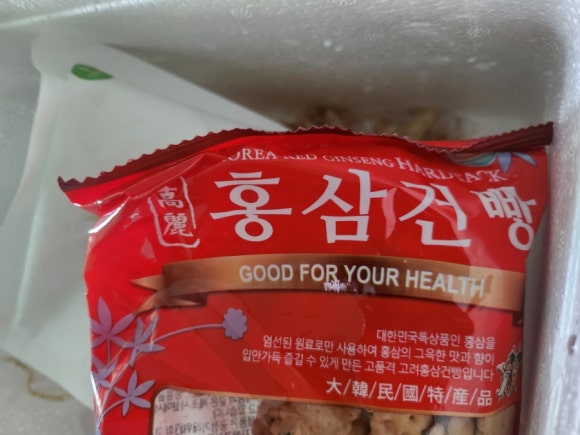 KOREA RED GINSENG HARDTACK
高麗
홍삼건빵
GOOD FOR YOUR HEALTH
대한민국특상품인 홍삼을
엄선된 원료로만 사용하여 홍삼의 그윽한 맛과 향이
입안가득 즐길 수 있게 만든 고품격 고려홍삼건빵입니다
大/韓/民/國/特/産/品